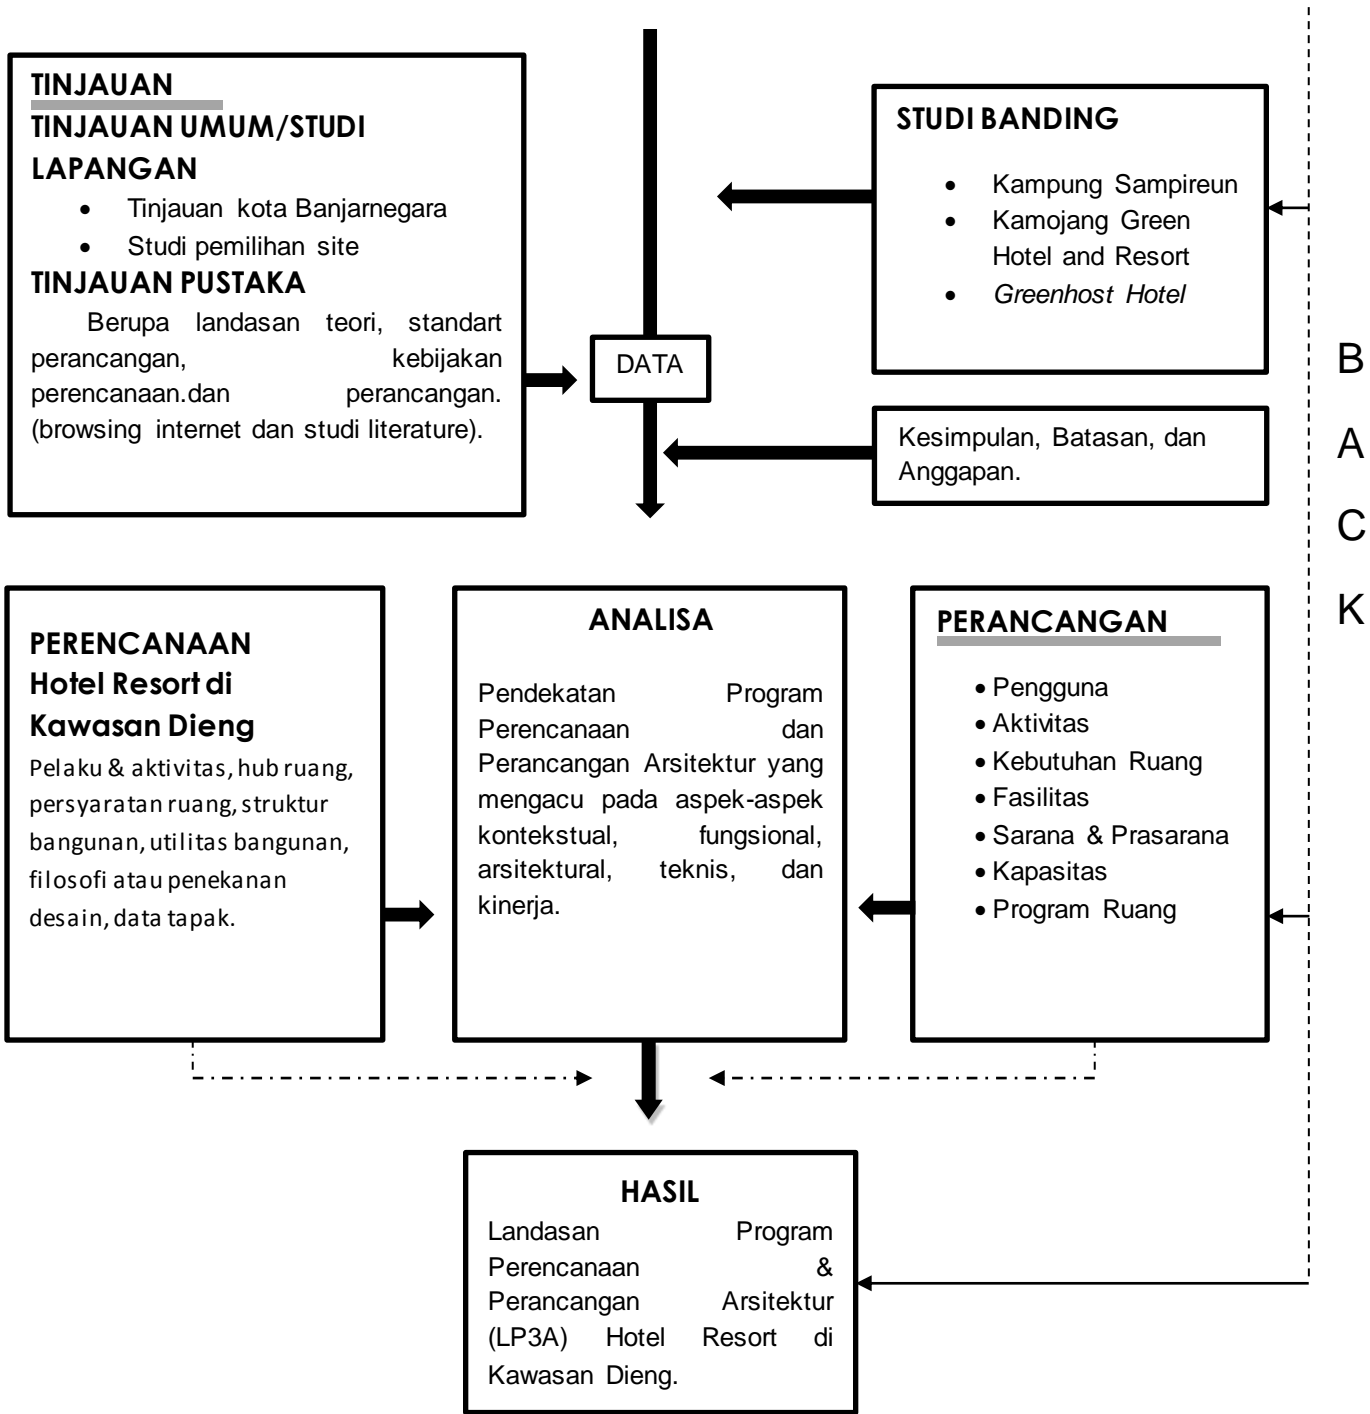 TINJAUAN
TINJAUAN UMUM/STUDI
LAPANGAN
• Tinjauan kota Banjarnegara
• Studi pemilihan site
TINJAUAN PUSTAKA
Berupa landasan teori, standart
perancangan, kebijakan
perencanaan.dan perancangan.
(browsing internet dan studi literature).
STUDI BANDING
• Kampung Sampireun
• Kamojang Green
Hotel and Resort
• Greenhost Hotel
DATA
Kesimpulan, Batasan, dan
Anggapan.
B
A
C
K
PERENCANAAN
Hotel Resort di
Kawasan Dieng
Pelaku & aktivitas, hub ruang,
persyaratan ruang, struktur
bangunan, utilitas bangunan,
filosofi atau penekanan
desain, data tapak.
ANALISA
Pendekatan Program
Perencanaan dan
Perancangan Arsitektur yang
mengacu pada aspek-aspek
kontekstual, fungsional,
arsitektural, teknis, dan
kinerja.
PERANCANGAN
• Pengguna
• Aktivitas
• Kebutuhan Ruang
• Fasilitas
• Sarana & Prasarana
• Kapasitas
• Program Ruang
HASIL
Landasan Program
Perencanaan &
Perancangan Arsitektur
(LP3A) Hotel Resort di
Kawasan Dieng.